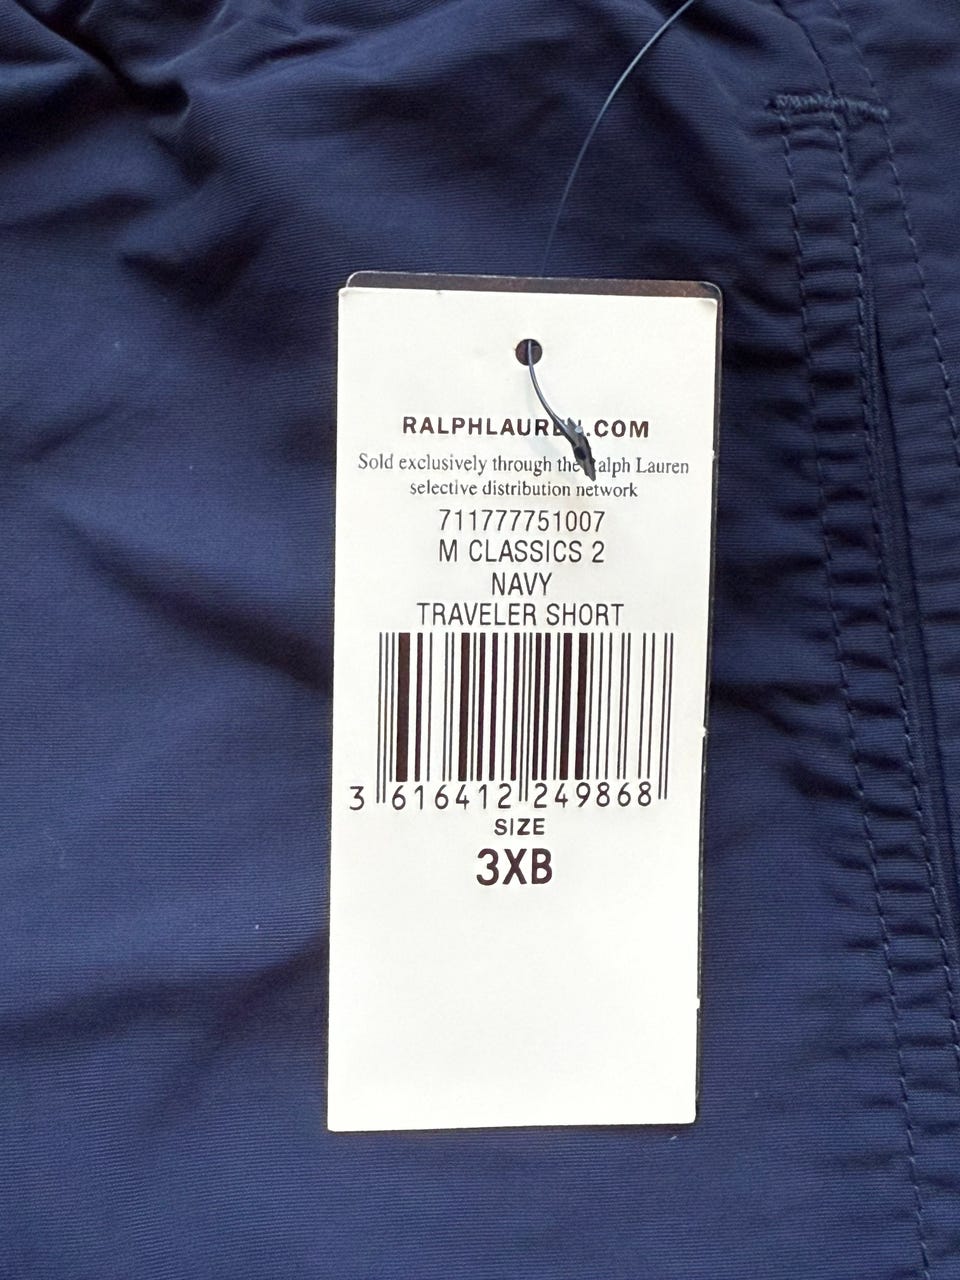 RALPHLAUREN.COM
Sold exclusively through the Ralph Lauren
selective distribution network
711777751007
M CLASSICS 2
NAVY
TRAVELER SHORT
3 616412 249868
SIZE
3XB